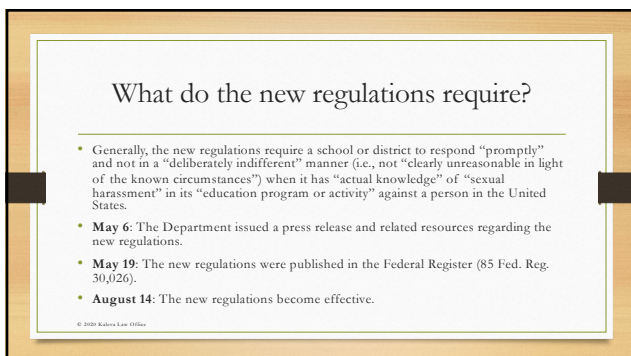 What do the new regulations require?
• Generally, the new regulations require a school or district to respond “promptly”
and not in a “deliberately indifferent” manner (i.e., not “clearly unreasonable in light
of the known circumstances”) when it has “actual knowledge” of “sexual
harassment” in its “education program or activity” against a person in the United
States.
• May 6: The Department issued a press release and related resources regarding the
new regulations.
• May 19: The new regulations were published in the Federal Register (85 Fed. Reg.
30,026).
• August 14: The new regulations become effective.
© 2020 Kaleva Law Office